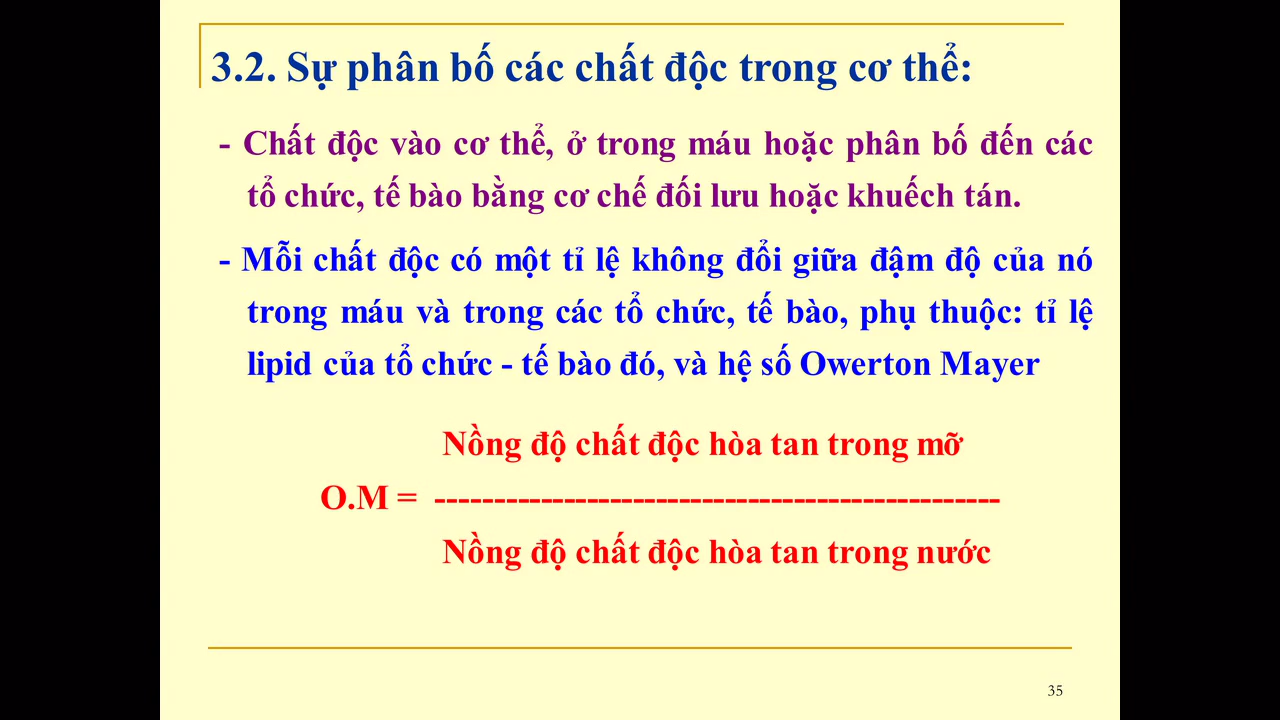 3.2. Sự phân bố các chất độc trong cơ thể:
- Chất độc vào cơ thể, ở trong máu hoặc phân bố đến các
tổ chức, tế bào bằng cơ chế đối lưu hoặc khuếch tán.
- Mỗi chất độc có một tỉ lệ không đổi giữa đậm độ của nó
trong máu và trong các tổ chức, tế bào, phụ thuộc: tỉ lệ
lipid của tổ chức - tế bào đó, và hệ số Owerton Mayer
Nồng độ chất độc hòa tan trong mỡ
O.M = ------------------------------------------------
Nồng độ chất độc hòa tan trong nước
35